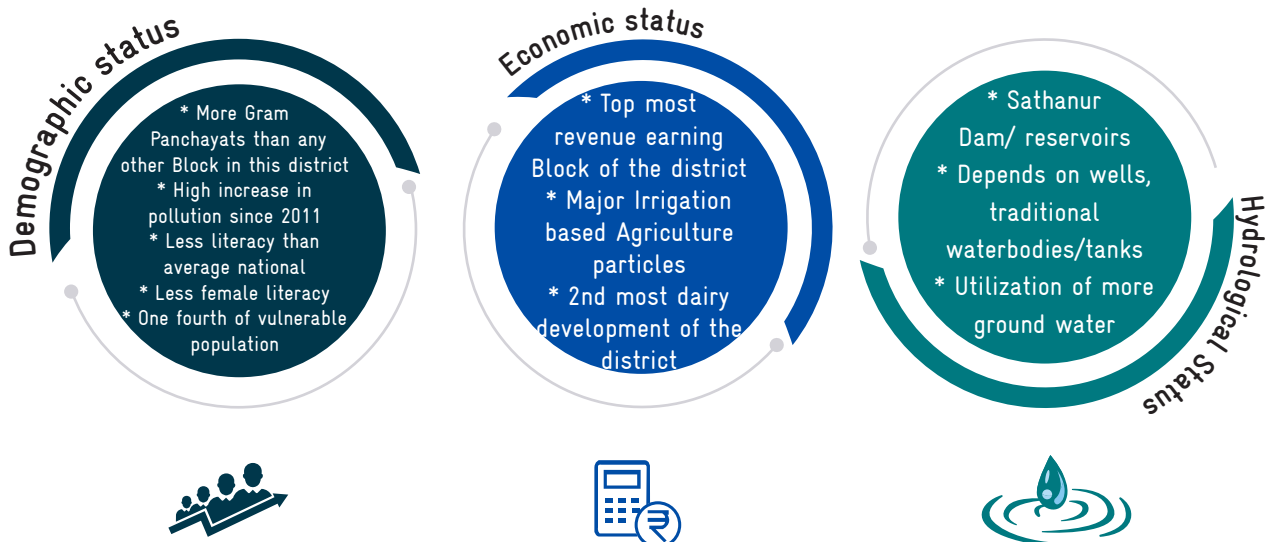 Demographic status
* More Gram
Panchayats than any
other Block in this district
* High increase in
pollution since 2011
* Less literacy than
average national
* Less female literacy
* One fourth of vulnerable
population
Economic status
* Top most
revenue earning
Block of the district
* Major Irrigation
based Agriculture
particles
* 2nd most dairy
development of the
district
Hydrological Status
* Sathanur
Dam/ reservoirs
* Depends on wells,
traditional
waterbodies/tanks
* Utilization of more
ground water
₹